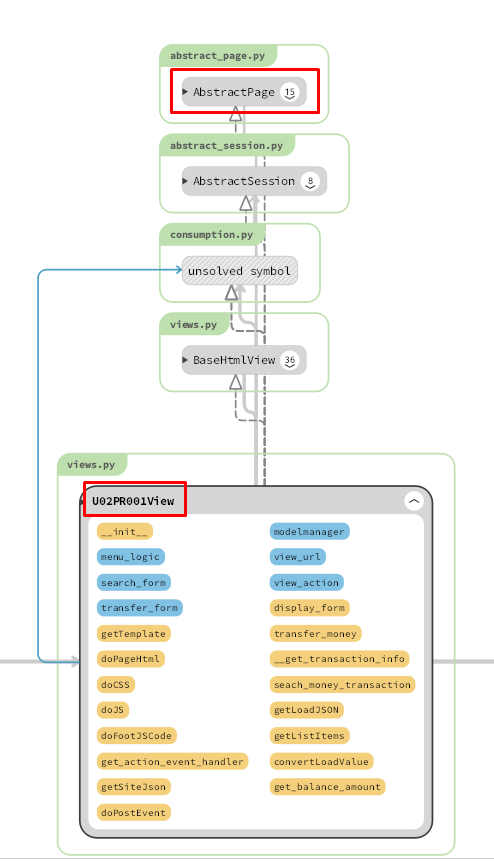 abstract_page.py
AbstractPage 15
abstract_session.py
AbstractSession 8
consumption.py
unsolved symbol
views.py
BaseHtmlView 36
views.py
U02PR001View
__init__ modelmanager
menu_logic view_url
search_form view_action
transfer_form display_form
getTemplate transfer_money
doPageHtml __get_transaction_info
doCSS seach_money_transaction
doJS getLoadJSON
doFootJSCode getListItems
get_action_event_handler convertLoadValue
getSiteJson get_balance_amount
doPostEvent